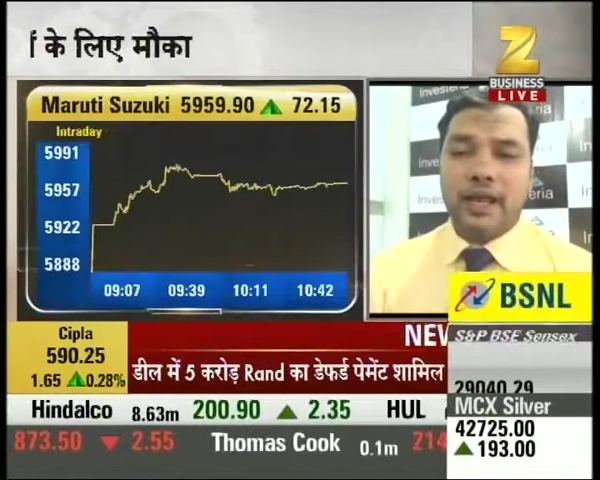 के लिए मौका
Z
BUSINESS
LIVE
Maruti Suzuki 5959.90 72.15
Intraday
5991
5957
5922
5888
09:07 09:39 10:11 10:42
BSNL
Cipla
590.25
1.65 0.28%
NEW
डील में 5 करोड़ Rand का डेफर्ड पेमेंट शामिल
S&P BSE Sensex
29040.29
MCX Silver
42725.00
193.00
Hindalco 8.63m 200.90 2.35 HUL
873.50 2.55 Thomas Cook 0.1m 214